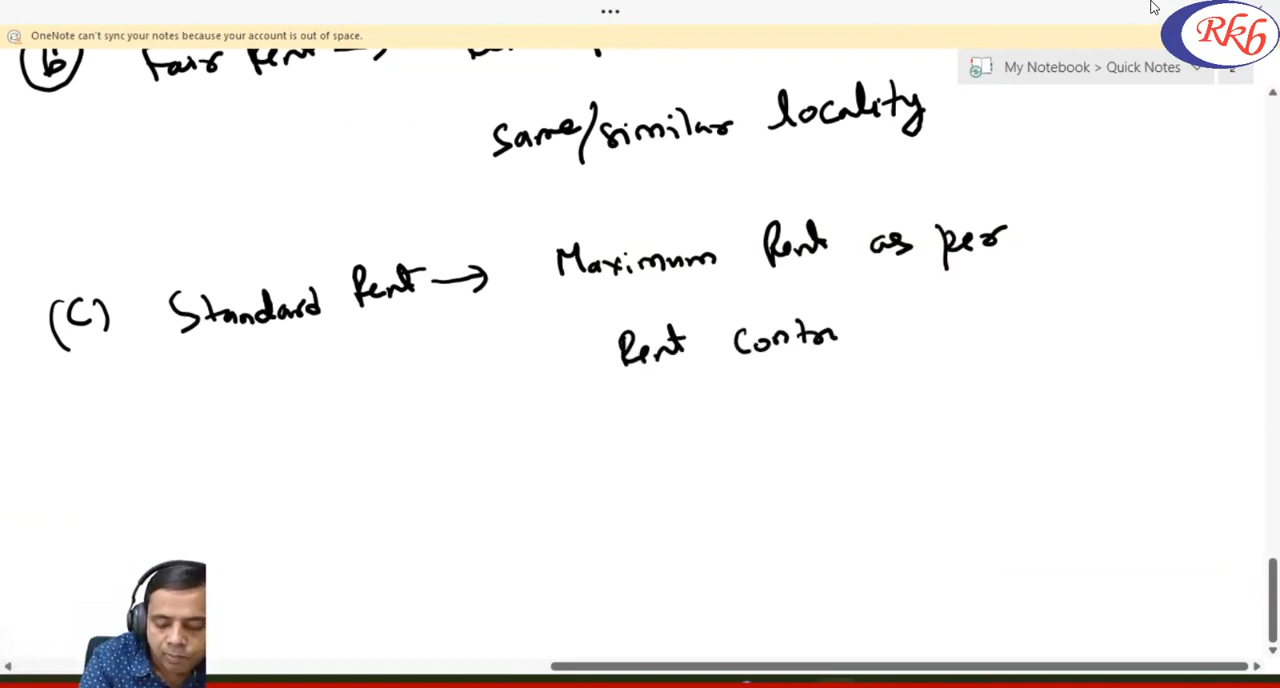 OneNote can't sync your notes because your account is out of space.
Rkb
My Notebook > Quick Notes
(b) Fair Rent →
same/similar locality
(C) Standard Rent → Maximum Rent as per
Rent Contr